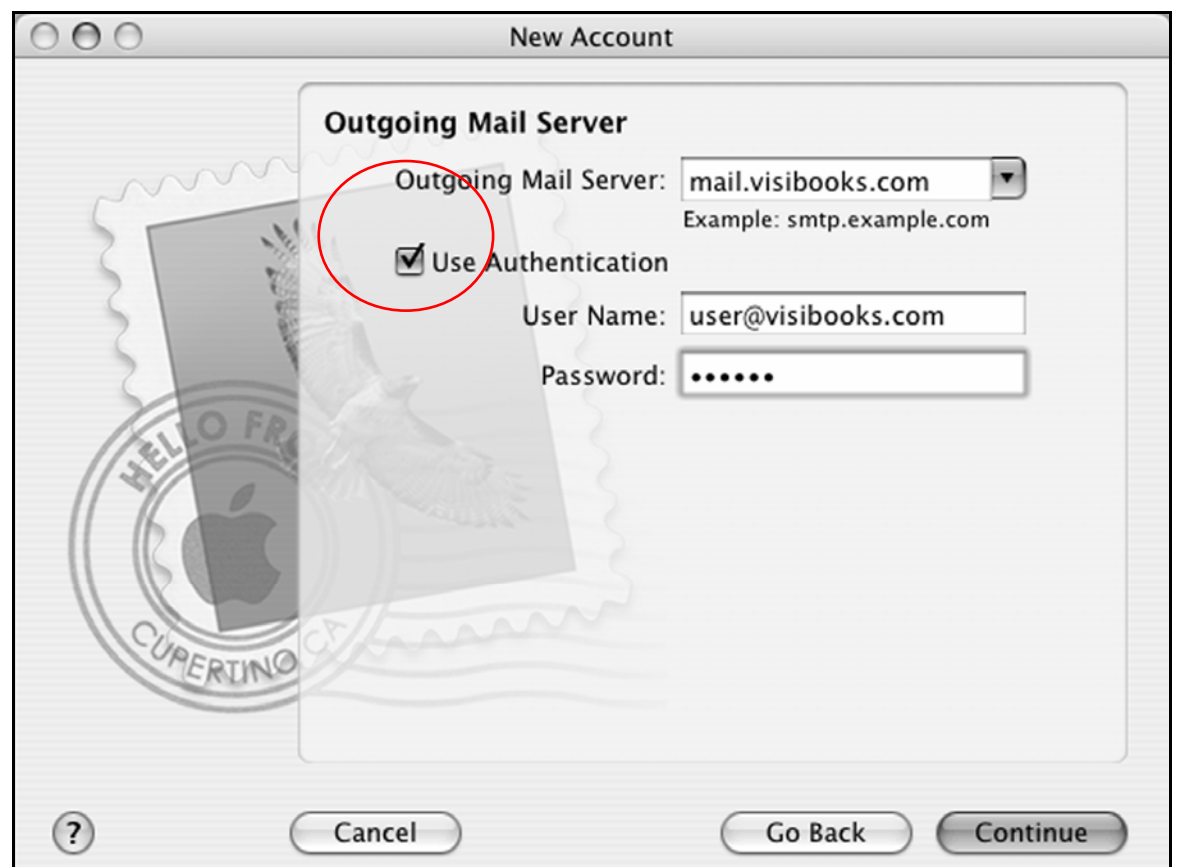 New Account
Outgoing Mail Server
Outgoing Mail Server: mail.visibooks.com
Example: smtp.example.com
Use Authentication
User Name: user@visibooks.com
Password: ••••••
HELLO FRO
CUPERTINO CA
? Cancel Go Back Continue